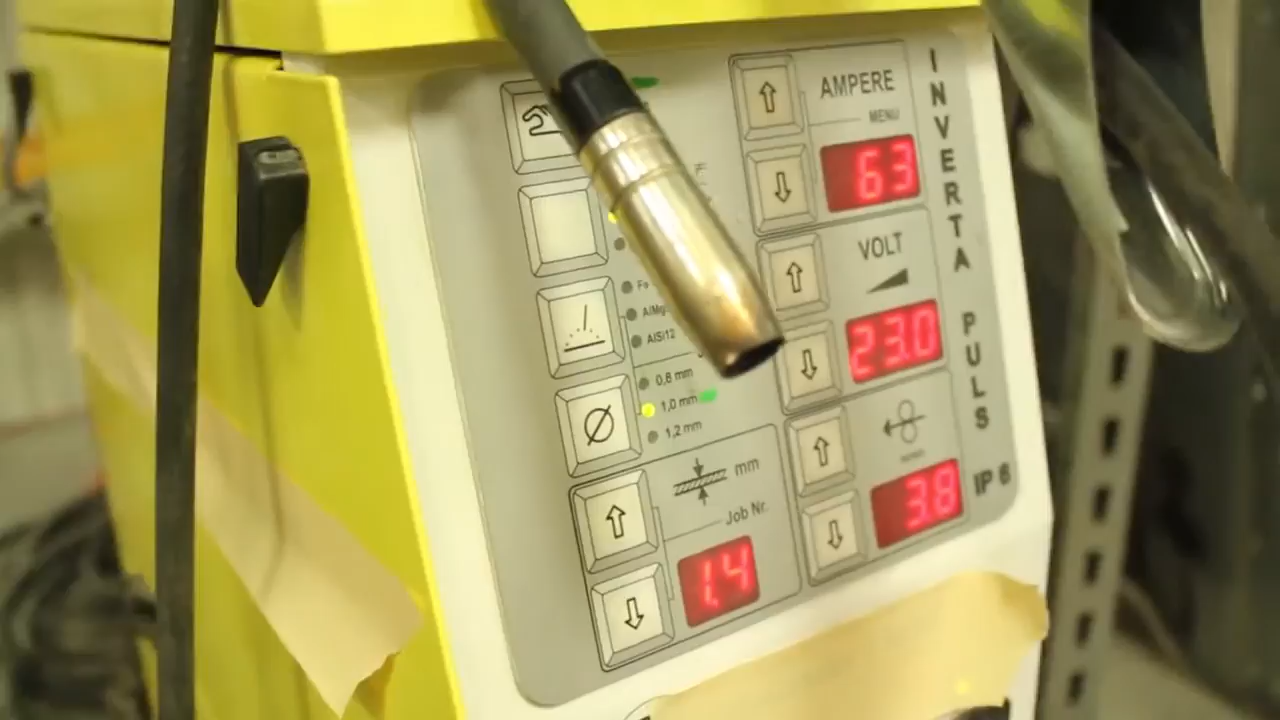 AMPERE
MENU
63
VOLT
23.0
3.8
INVERTA PULS
IP 6
Fe
AlMg
AlSi12
0,8 mm
1,0 mm
1,2 mm
mm
Job Nr.
1.4